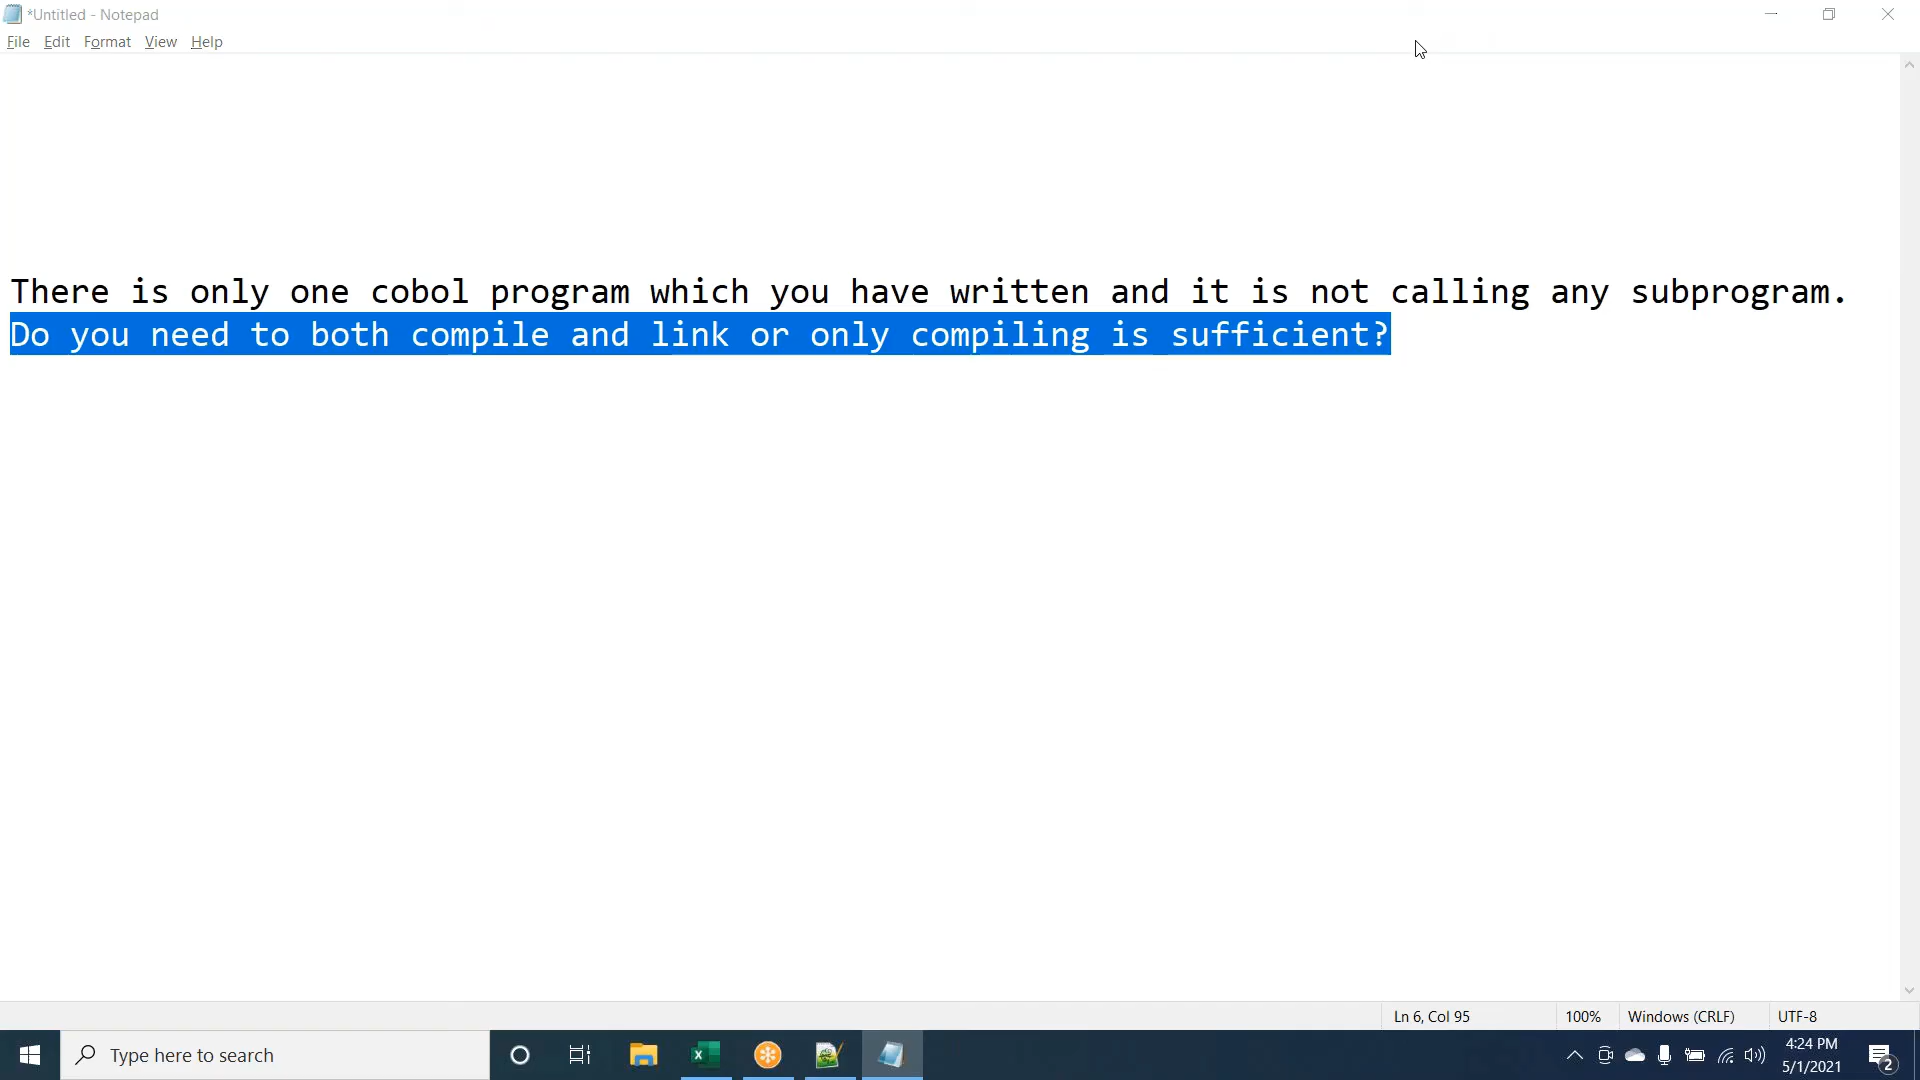 *Untitled - Notepad
File Edit Format View Help
There is only one cobol program which you have written and it is not calling any subprogram.
Do you need to both compile and link or only compiling is sufficient?
Ln 6, Col 95 100% Windows (CRLF) UTF-8
Type here to search
4:24 PM
5/1/2021
2